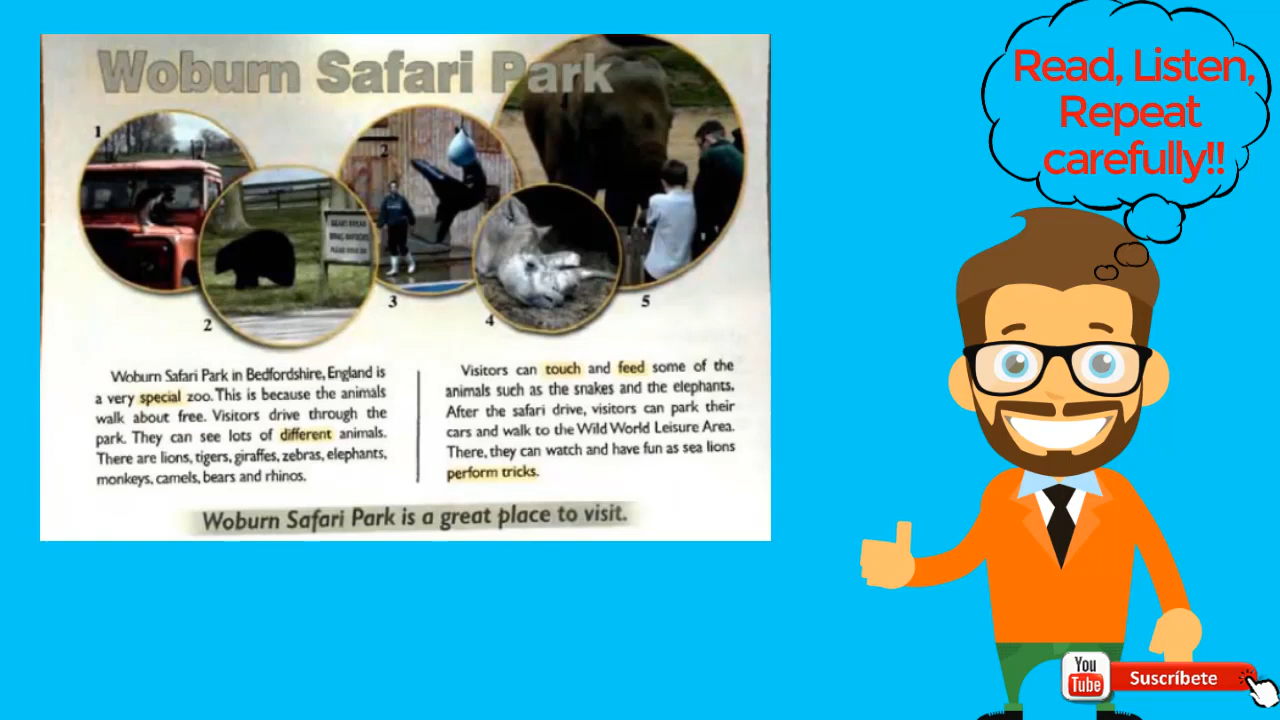 Woburn Safari Park
1
2
2
3
4
5
Woburn Safari Park in Bedfordshire, England is
a very special zoo. This is because the animals
walk about free. Visitors drive through the
park. They can see lots of different animals.
There are lions, tigers, giraffes, zebras, elephants,
monkeys, camels, bears and rhinos.
Visitors can touch and feed some of the
animals such as the snakes and the elephants.
After the safari drive, visitors can park their
cars and walk to the Wild World Leisure Area.
There, they can watch and have fun as sea lions
perform tricks.
Woburn Safari Park is a great place to visit.
Read, Listen,
Repeat
carefully!!
You
Tube
Suscríbete